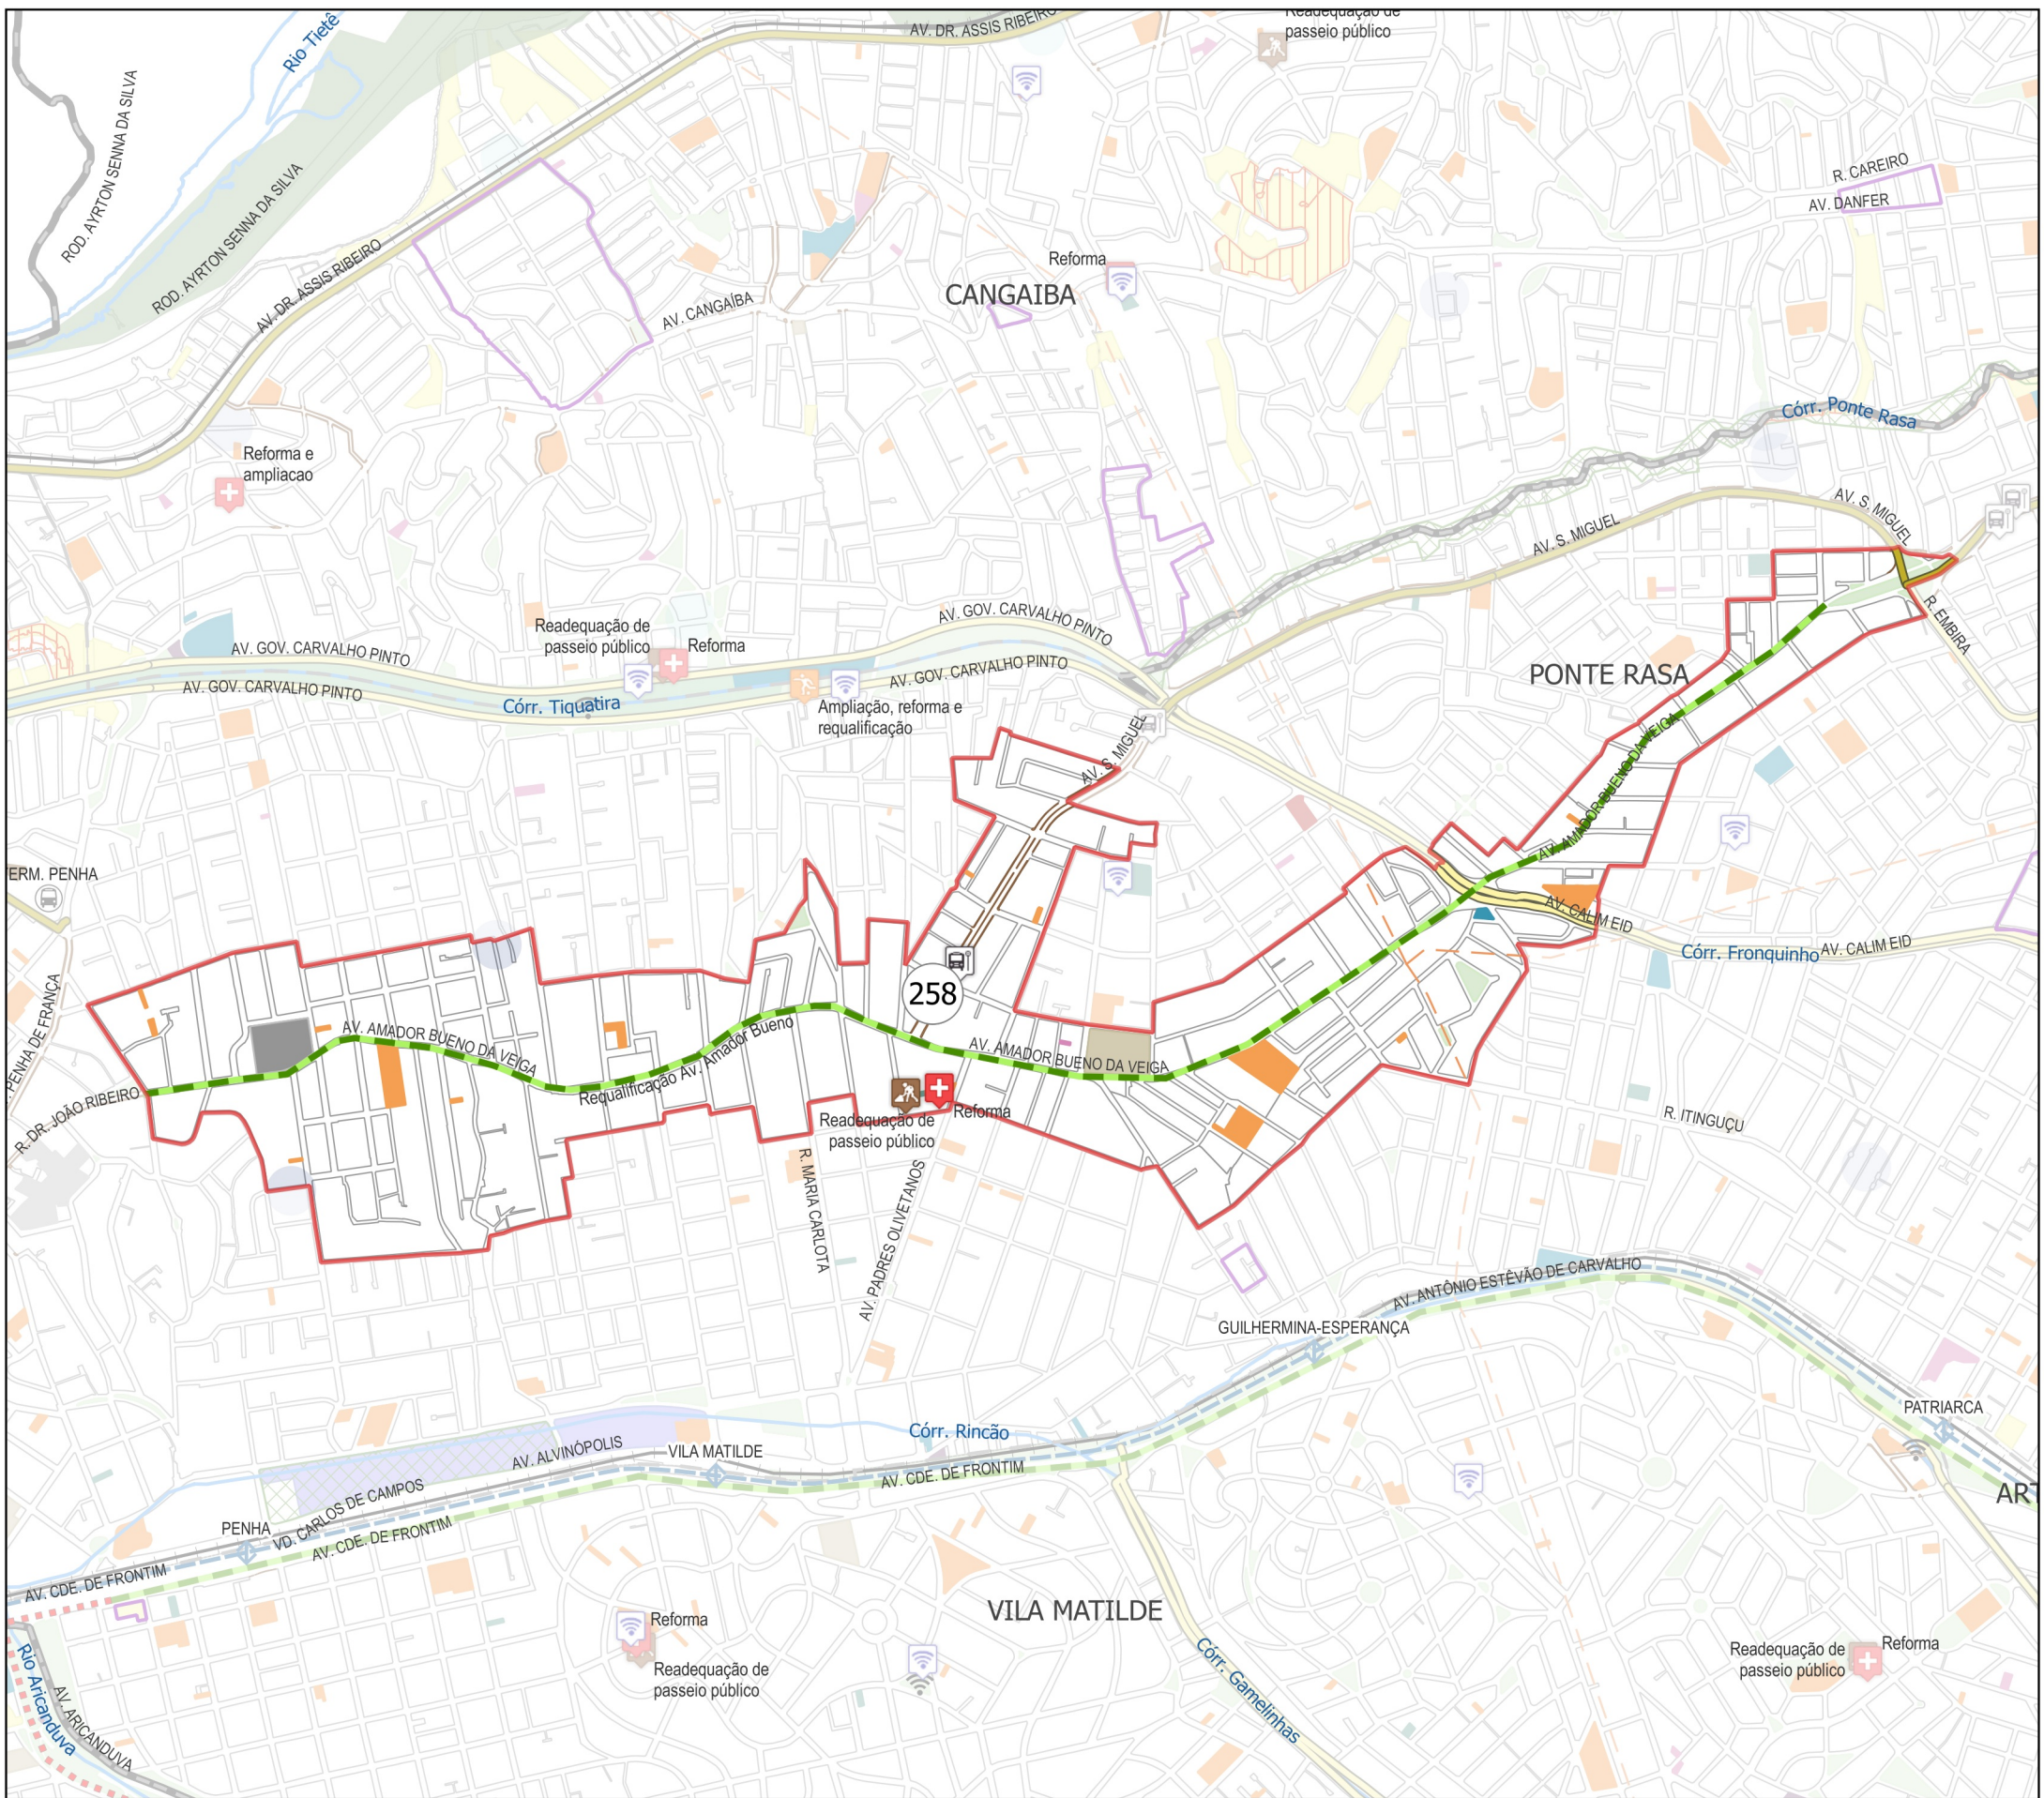 AV. DR. ASSIS RIBEIRO
Readequação de
passeio público
Rio Tietê
ROD. AYRTON SENNA DA SILVA
ROD. AYRTON SENNA DA SILVA
R. CAREIRO
AV. DANFER
AV. DR. ASSIS RIBEIRO
Reforma
CANGAIBA
AV. CANGAÍBA
Córr. Ponte Rasa
Reforma e
ampliacao
AV. S. MIGUEL
AV. S. MIGUEL
AV. GOV. CARVALHO PINTO
Readequação de
passeio público
Reforma
R. EMBIRA
AV. GOV. CARVALHO PINTO
AV. GOV. CARVALHO PINTO
AV. GOV. CARVALHO PINTO
PONTE RASA
Córr. Tiquatira
Ampliação, reforma e
requalificação
AV. S. MIGUEL
AV. AMADOR BUENO DA VEIGA
AV. AMADOR BUENO DA VEIGA
ERM. PENHA
AV. CALIM EID
Córr. Fronquinho
AV. CALIM EID
PENHA DE FRANÇA
258
AV. AMADOR BUENO DA VEIGA
Requalificação Av. Amador Bueno
AV. AMADOR BUENO DA VEIGA
R. DR. JOÃO RIBEIRO
Reforma
Readequação de
passeio público
R. ITINGUÇU
R. MARIA CARLOTA
AV. PADRES OLIVETANOS
AV. ANTÔNIO ESTÊVÃO DE CARVALHO
GUILHERMINA-ESPERANÇA
PATRIARCA
Córr. Rincão
AV. ALVINÓPOLIS
VILA MATILDE
AV. CDE. DE FRONTIM
VD. CARLOS DE CAMPOS
PENHA
AV. CDE. DE FRONTIM
AV. CDE. DE FRONTIM
ART
VILA MATILDE
Reforma
Readequação de
passeio público
Readequação de
passeio público
Reforma
Rio Aricanduva
AV. ARICANDUVA
Córr. Gamelinhas